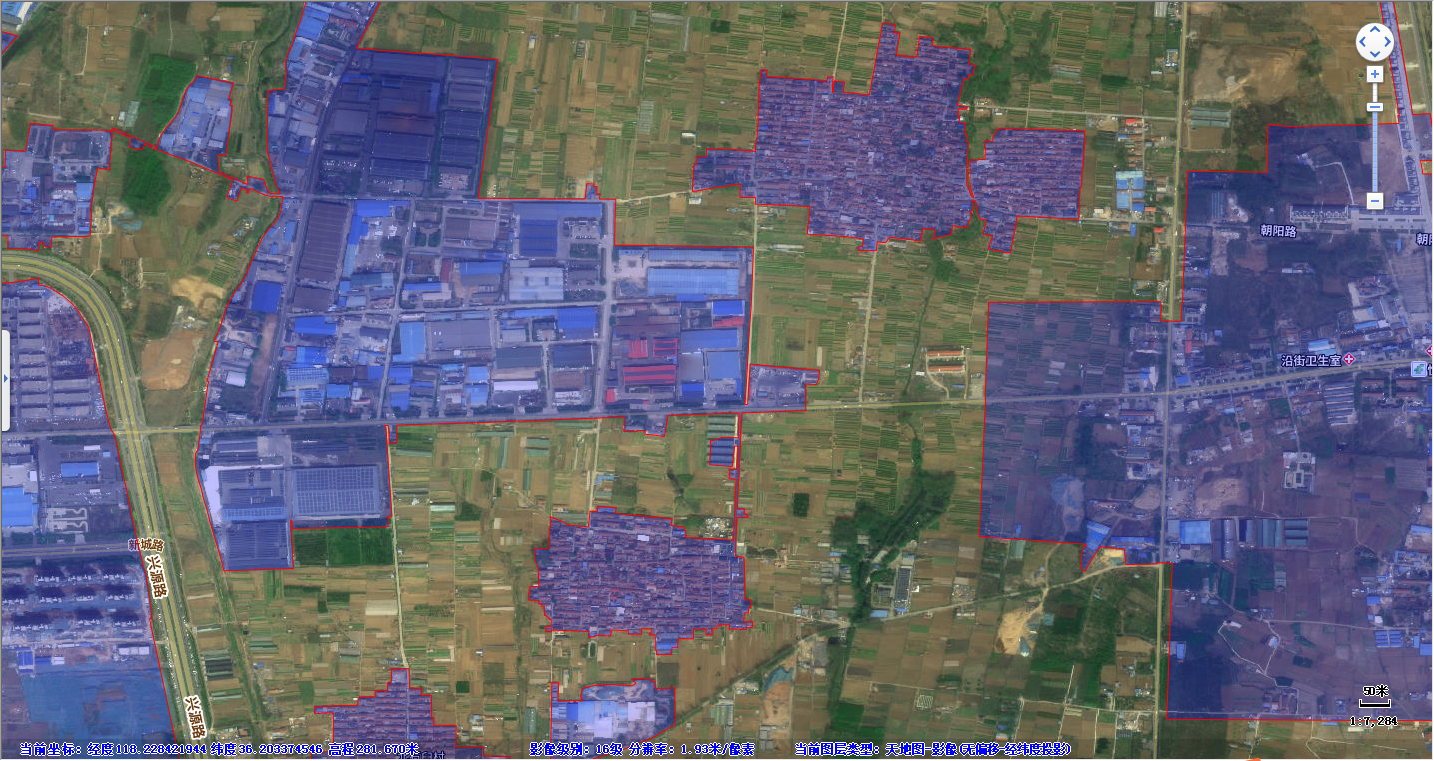 朝阳路
朝阳
沿街卫生室
新城路
兴源路
兴源路
50米
1:7,284
当前坐标：经度118.228421944 纬度36.203374546 高程281.670米
影像级别：16级 分辨率：1.93米/像素
当前图层类型：天地图-影像(无偏移-经纬度投影)